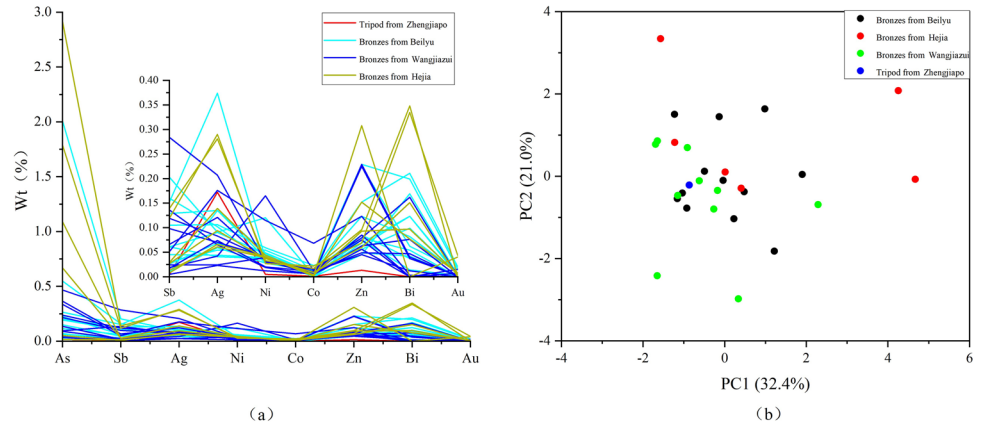 (a)
3.0
2.5
2.0
1.5
1.0
0.5
0.0
Wt (%)
As Sb Ag Ni Co Zn Bi Au
Tripod from Zhengjiapo
Bronzes from Beilyu
Bronzes from Wangjiazui
Bronzes from Hejia
0.40
0.35
0.30
0.25
0.20
0.15
0.10
0.05
0.00
Wt (%)
Sb Ag Ni Co Zn Bi Au
(b)
4
2
0
-2
-4
PC2 (21.0%)
-4 -2 0 2 4 6
PC1 (32.4%)
Bronzes from Beilyu
Bronzes from Hejia
Bronzes from Wangjiazui
Tripod from Zhengjiapo
（a）
（b）